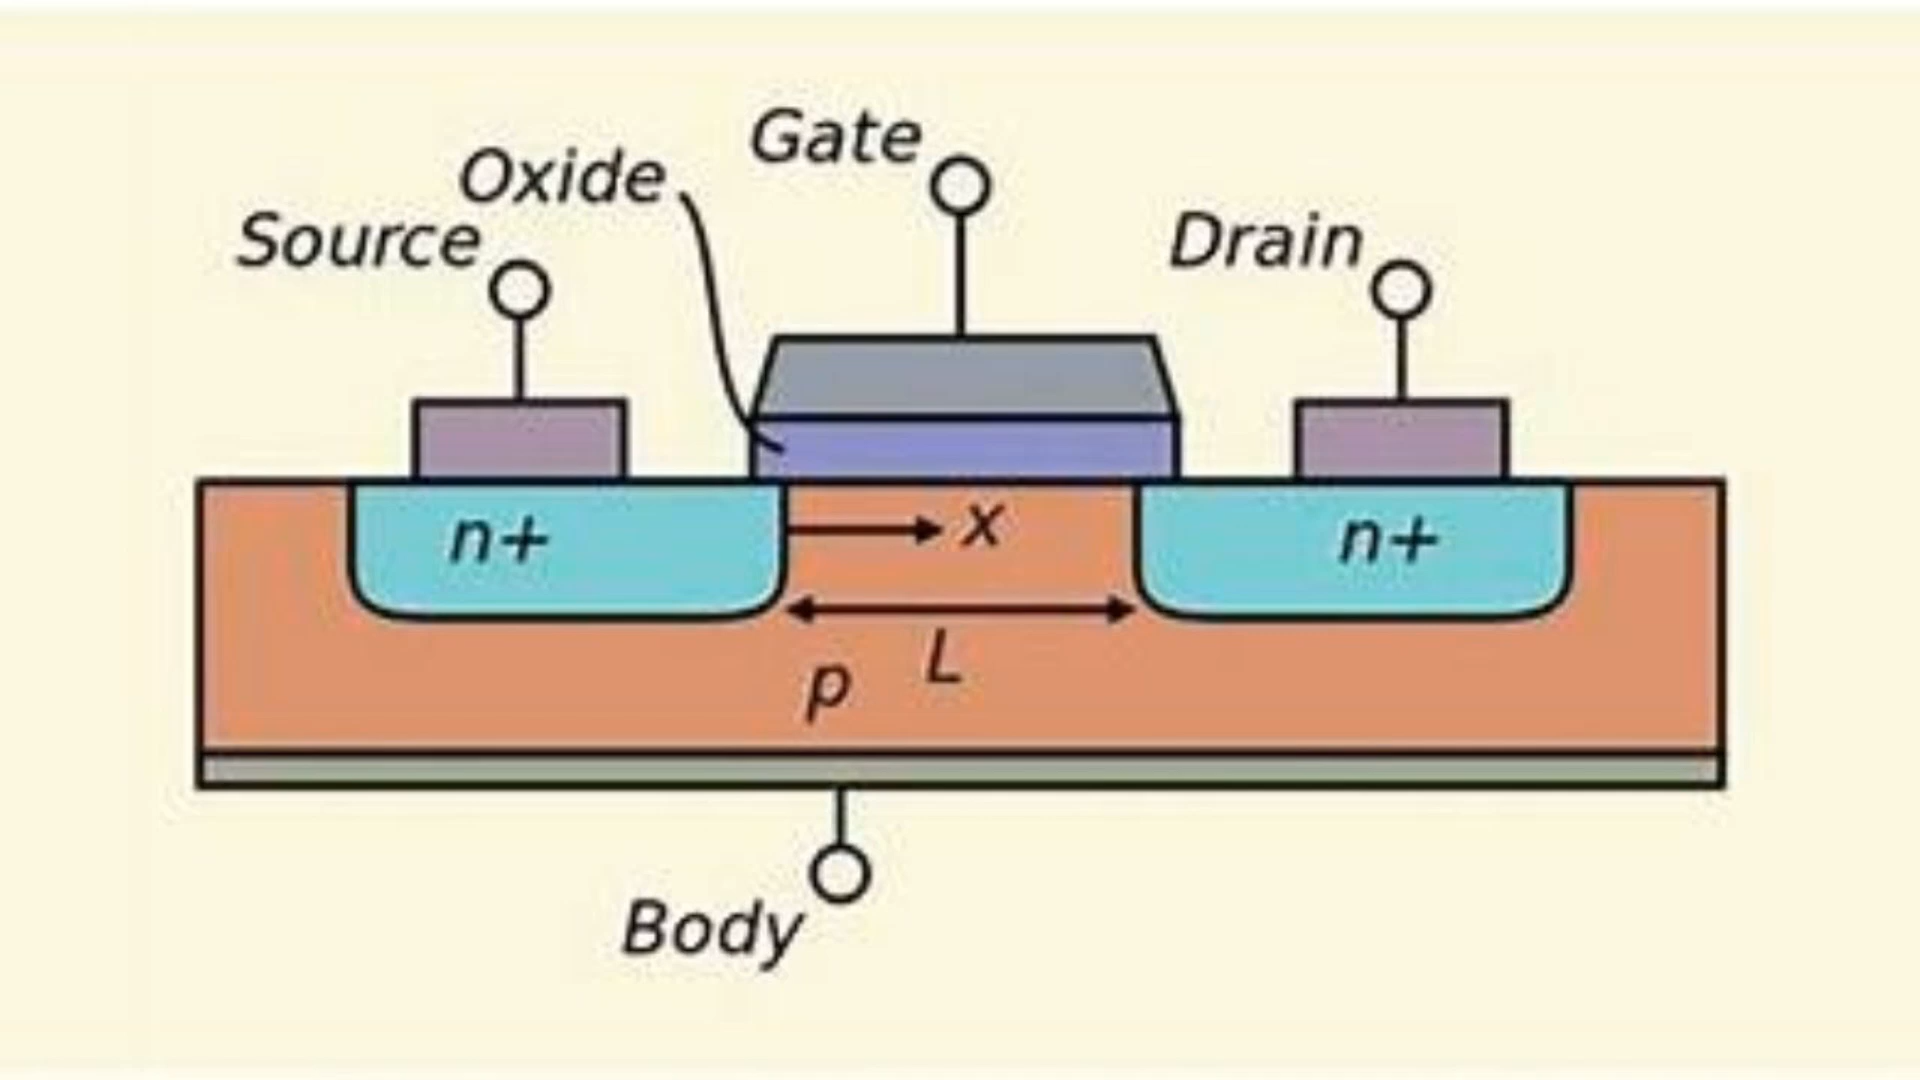 Gate
Oxide
Source
Drain
n+
x
n+
L
p
Body